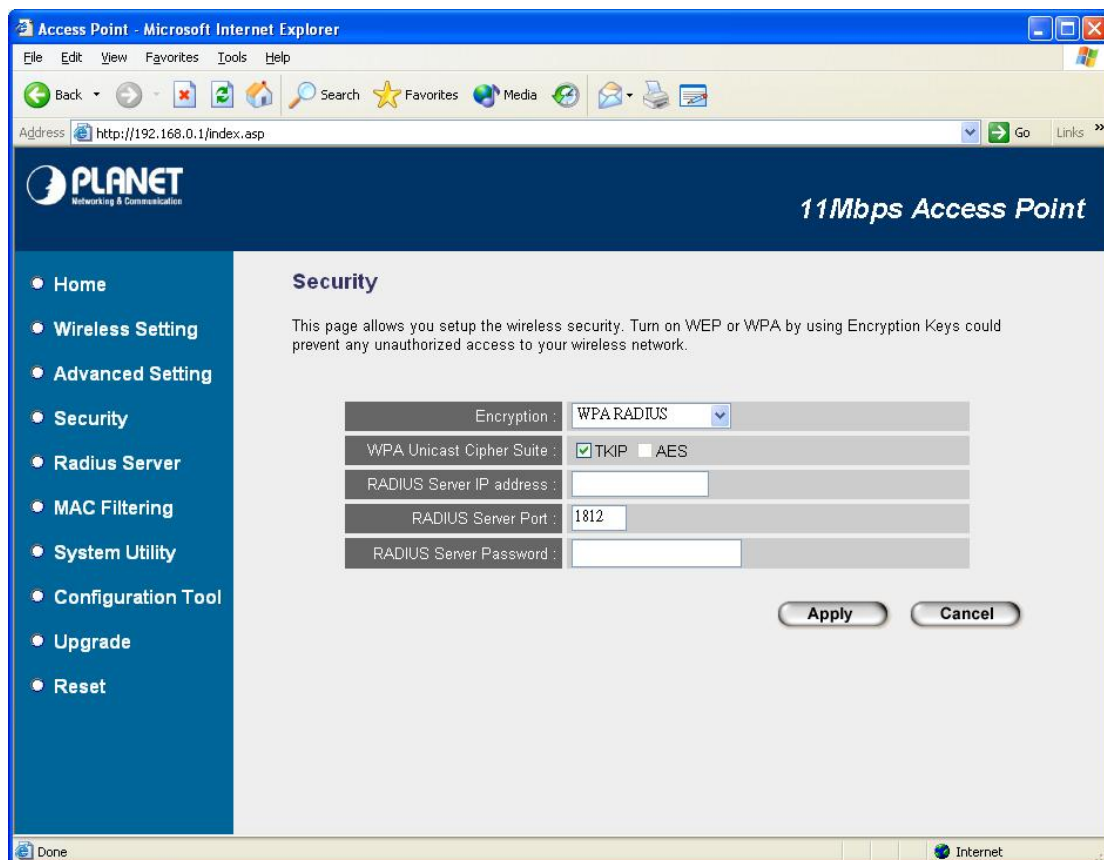 Access Point - Microsoft Internet Explorer
File Edit View Favorites Tools Help
Back Search Favorites Media
Address http://192.168.0.1/index.asp Go Links »
PLANET
Networking & Communication
11Mbps Access Point
Home
Wireless Setting
Advanced Setting
Security
Radius Server
MAC Filtering
System Utility
Configuration Tool
Upgrade
Reset
Security
This page allows you setup the wireless security. Turn on WEP or WPA by using Encryption Keys could
prevent any unauthorized access to your wireless network.
Encryption : WPA RADIUS
WPA Unicast Cipher Suite : TKIP AES
RADIUS Server IP address :
RADIUS Server Port : 1812
RADIUS Server Password :
Apply Cancel
Done Internet